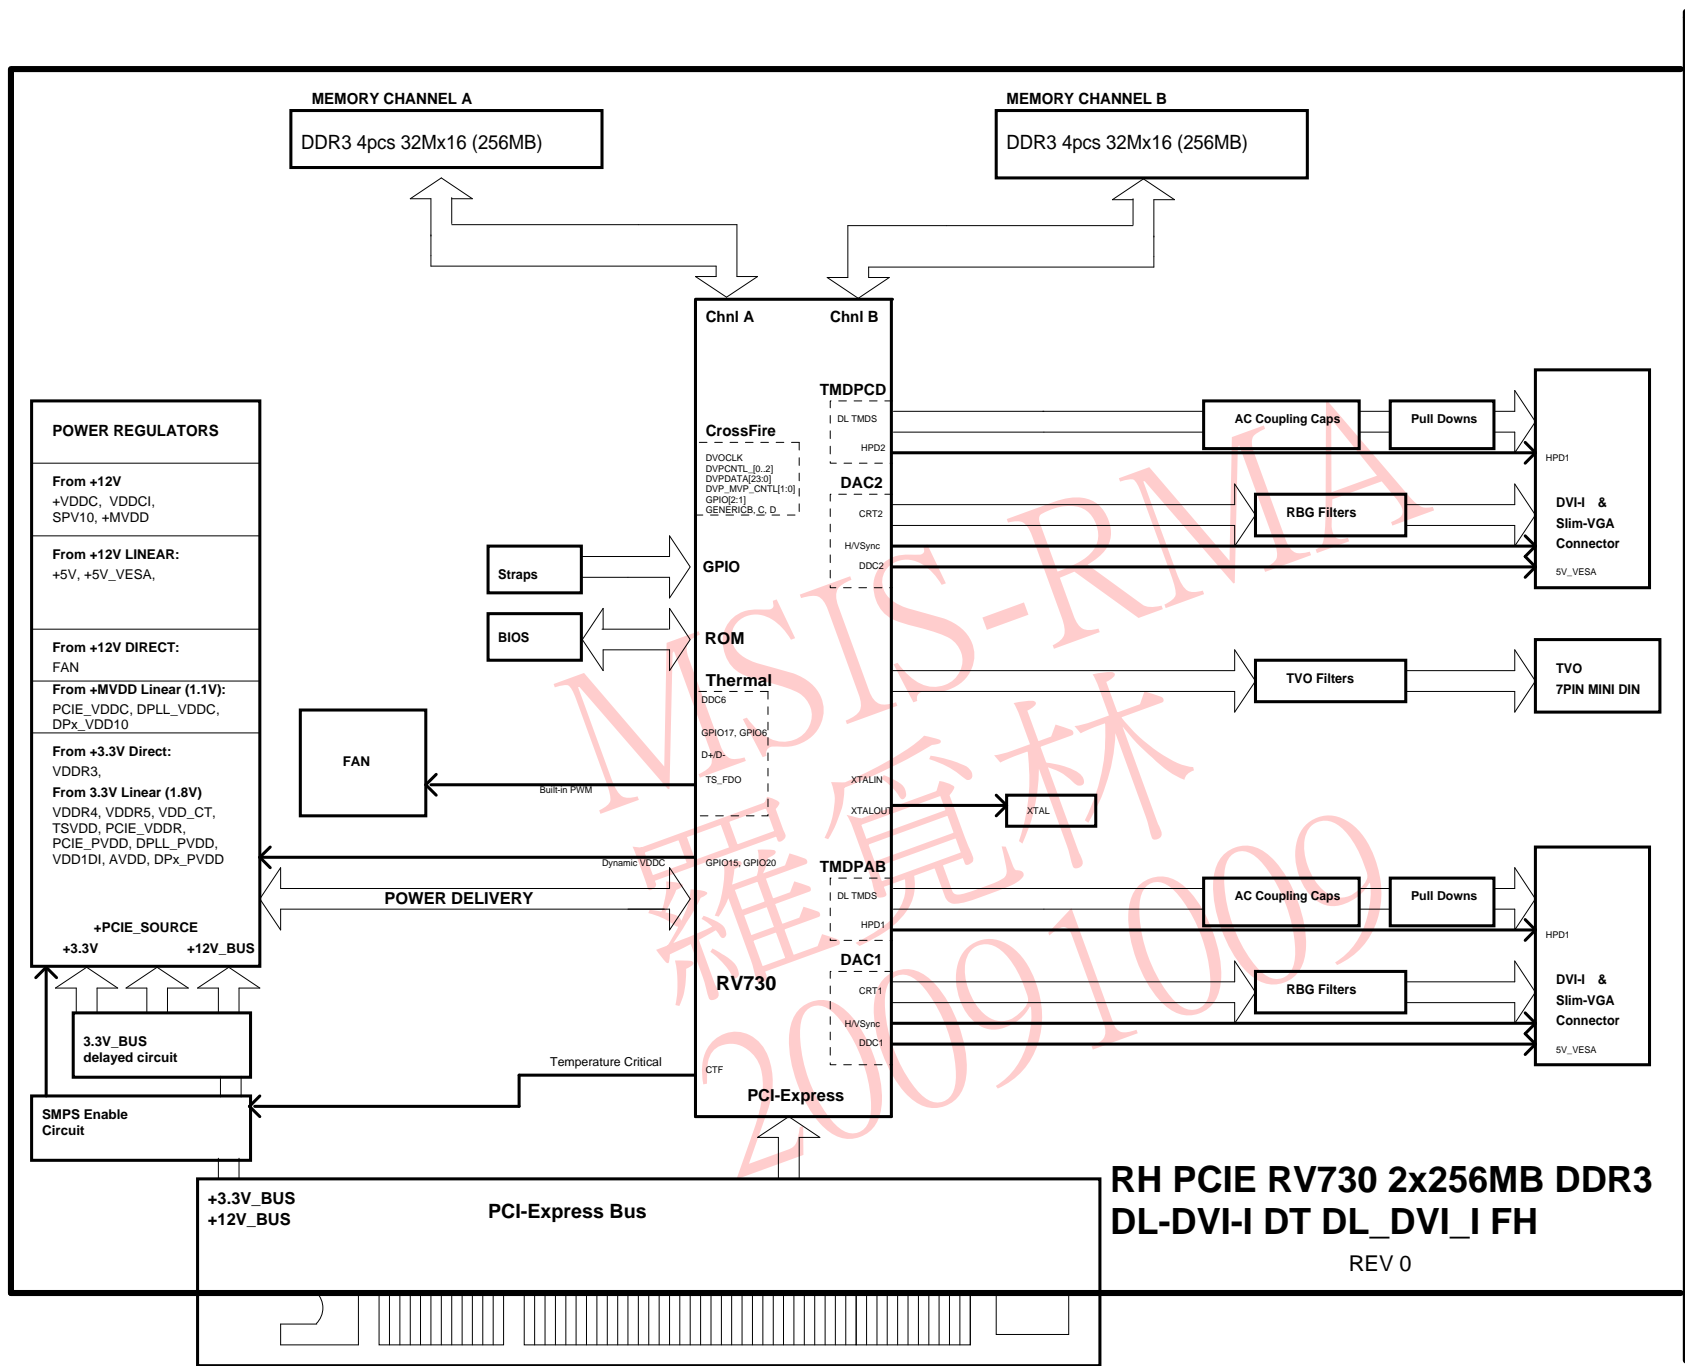 MEMORY CHANNEL A
DDR3 4pcs 32Mx16 (256MB)
MEMORY CHANNEL B
DDR3 4pcs 32Mx16 (256MB)
Chnl A
Chnl B
POWER REGULATORS
From +12V
+VDDC, VDDCI,
SPV10, +MVDD
From +12V LINEAR:
+5V, +5V_VESA,
From +12V DIRECT:
FAN
From +MVDD Linear (1.1V):
PCIE_VDDC, DPLL_VDDC,
DPx_VDD10
From +3.3V Direct:
VDDR3,
From 3.3V Linear (1.8V)
VDDR4, VDDR5, VDD_CT,
TSVDD, PCIE_VDDR,
PCIE_PVDD, DPLL_PVDD,
VDD1DI, AVDD, DPx_PVDD
+PCIE_SOURCE
+3.3V
+12V_BUS
3.3V_BUS
delayed circuit
SMPS Enable
Circuit
Straps
BIOS
FAN
Built-in PWM
Dynamic VDDC
POWER DELIVERY
Temperature Critical
CrossFire
DVOCLK
DVPCNTL_[0..2]
DVPDATA[23:0]
DVP_MVP_CNTL[1:0]
GPIO[2:1]
GENERICB, C, D
GPIO
ROM
Thermal
DDC6
GPIO17, GPIO6
D+/D-
TS_FDO
GPIO15, GPIO20
RV730
CTF
PCI-Express
TMDPCD
DL TMDS
HPD2
DAC2
CRT2
H/VSync
DDC2
XTALIN
XTALOUT
TMDPAB
DL TMDS
HPD1
DAC1
CRT1
H/VSync
DDC1
AC Coupling Caps
Pull Downs
RBG Filters
HPD1
DVI-I &
Slim-VGA
Connector
5V_VESA
TVO Filters
TVO
7PIN MINI DIN
XTAL
AC Coupling Caps
Pull Downs
RBG Filters
HPD1
DVI-I &
Slim-VGA
Connector
5V_VESA
+3.3V_BUS
+12V_BUS
PCI-Express Bus
RH PCIE RV730 2x256MB DDR3
DL-DVI-I DT DL_DVI_I FH
REV 0
MSIS-RMA
羅覓林
20091009